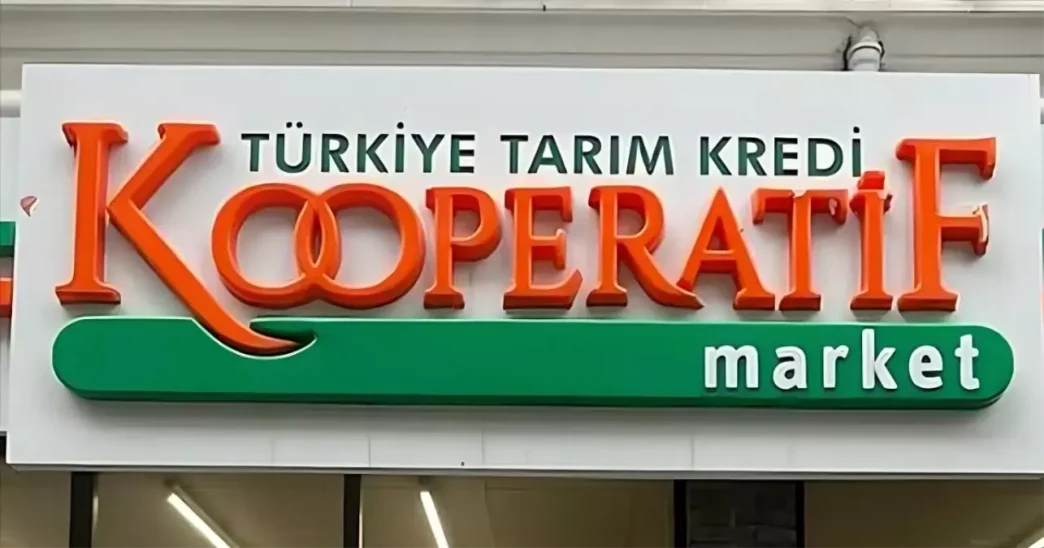 TÜRKİYE TARIM KREDİ
KOOPERATİF
market